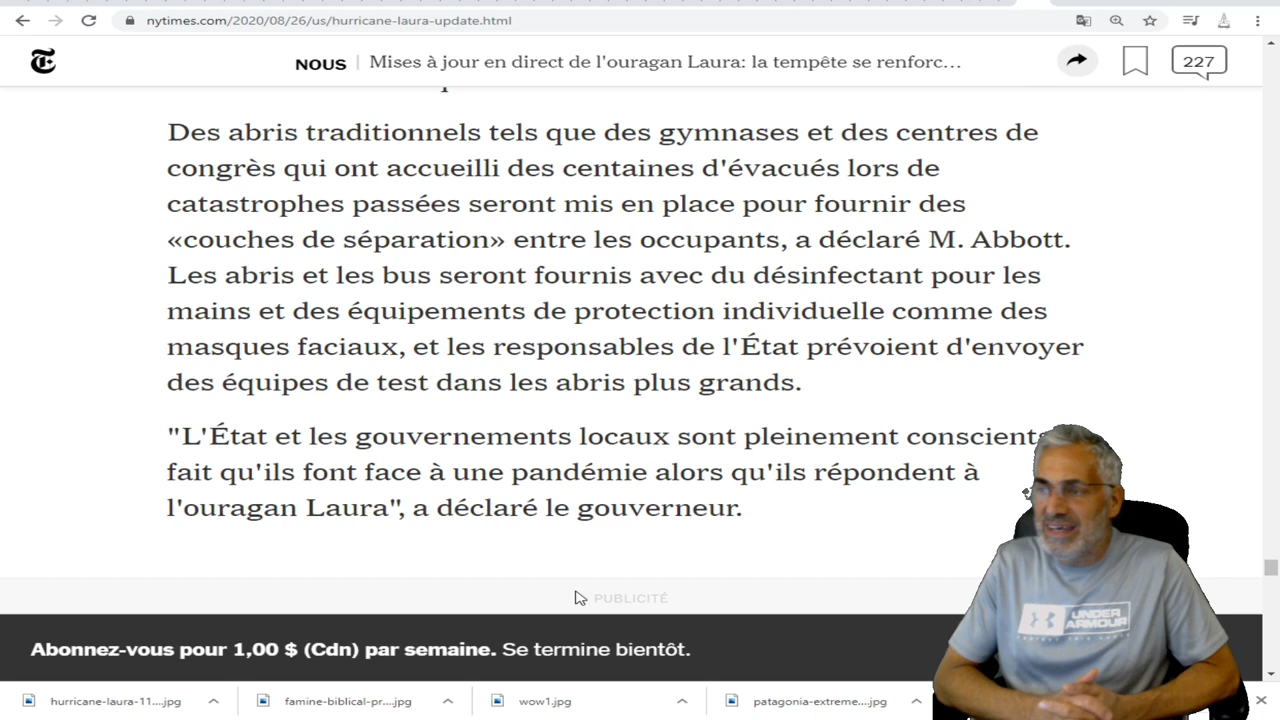 nytimes.com/2020/08/26/us/hurricane-laura-update.html
NOUS | Mises à jour en direct de l'ouragan Laura: la tempête se renforc...
227
Des abris traditionnels tels que des gymnases et des centres de
congrès qui ont accueilli des centaines d'évacués lors de
catastrophes passées seront mis en place pour fournir des
«couches de séparation» entre les occupants, a déclaré M. Abbott.
Les abris et les bus seront fournis avec du désinfectant pour les
mains et des équipements de protection individuelle comme des
masques faciaux, et les responsables de l'État prévoient d'envoyer
des équipes de test dans les abris plus grands.
"L'État et les gouvernements locaux sont pleinement conscients
fait qu'ils font face à une pandémie alors qu'ils répondent à
l'ouragan Laura", a déclaré le gouverneur.
PUBLICITÉ
UNDER
ARMOUR
Abonnez-vous pour 1,00 $ (Cdn) par semaine. Se termine bientôt.
hurricane-laura-11....jpg
famine-biblical-pr....jpg
wow1.jpg
patagonia-extreme....jpg